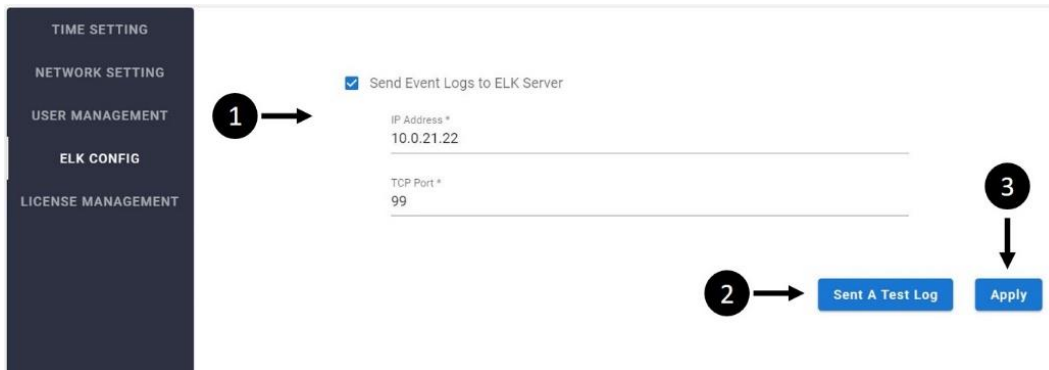 TIME SETTING
NETWORK SETTING
USER MANAGEMENT
ELK CONFIG
LICENSE MANAGEMENT
1
Send Event Logs to ELK Server
IP Address *
10.0.21.22
TCP Port *
99
3
2
Sent A Test Log
Apply